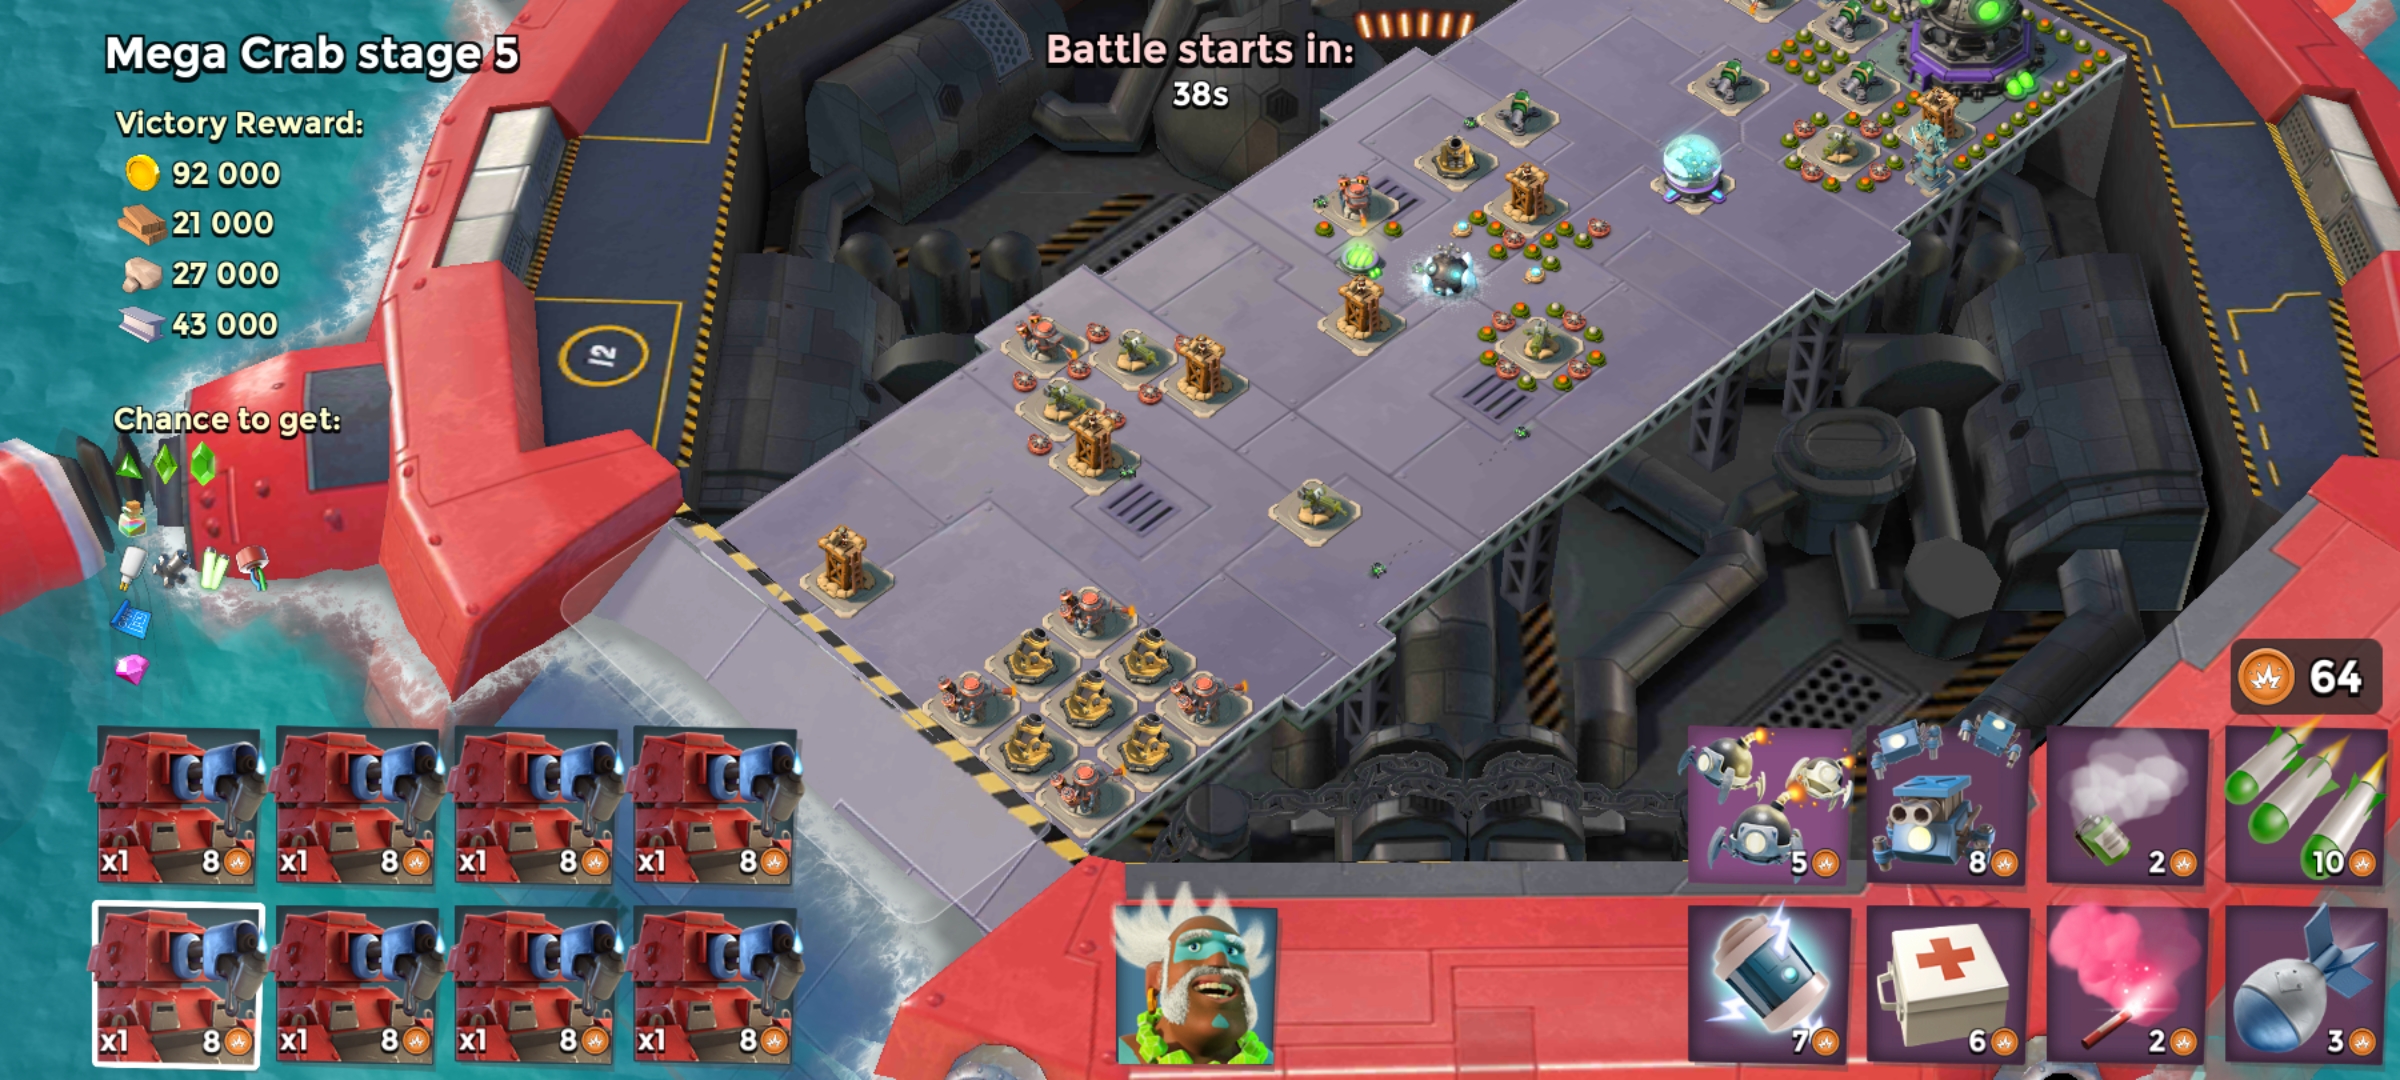 Mega Crab stage 5
Battle starts in:
38s
Victory Reward:
92 000
21 000
27 000
43 000
Chance to get:
12
64
x1 8
x1 8
x1 8
x1 8
5
8
2
10
x1 8
x1 8
x1 8
x1 8
7
6
2
3